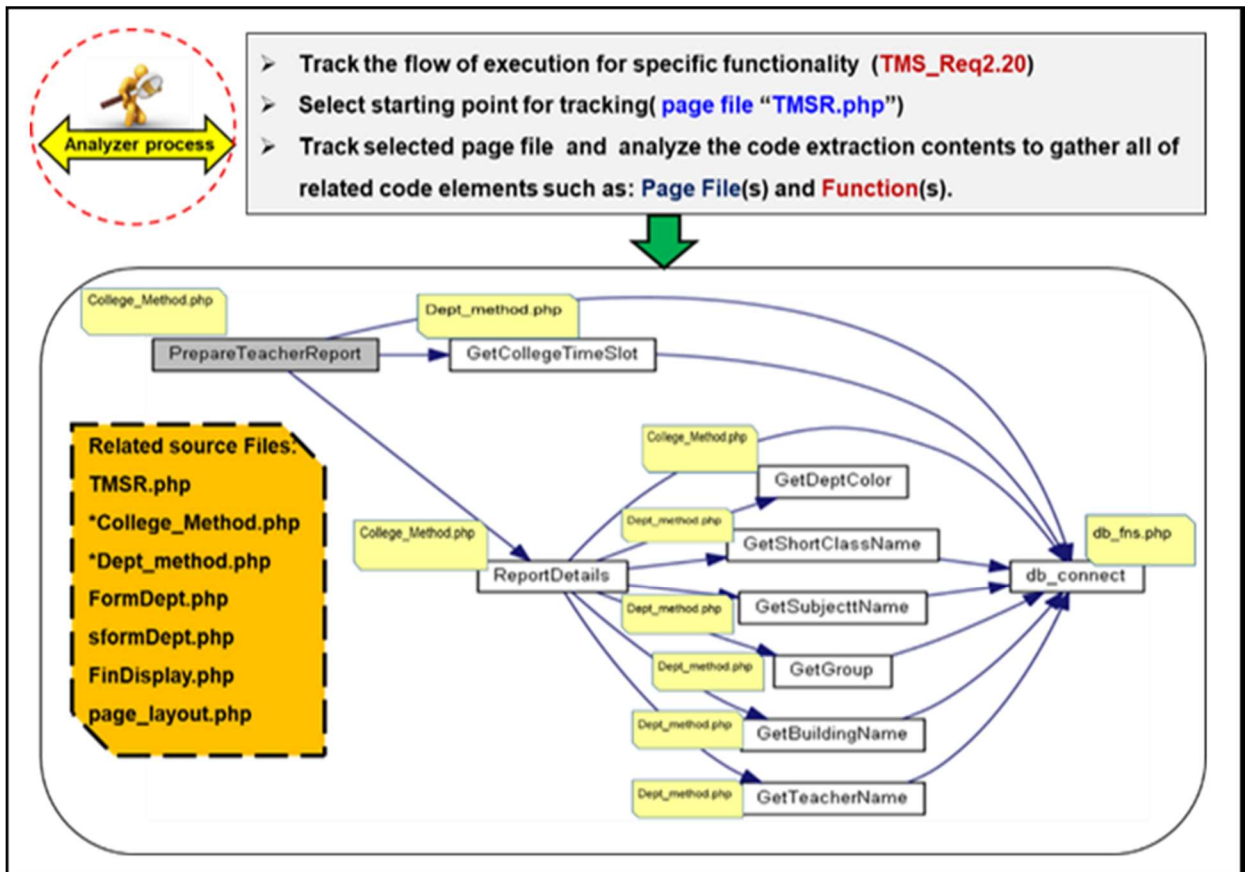 Analyzer process
➢ Track the flow of execution for specific functionality (TMS_Req2.20)
➢ Select starting point for tracking( page file “TMSR.php”)
➢ Track selected page file and analyze the code extraction contents to gather all of
related code elements such as: Page File(s) and Function(s).
College_Method.php
Dept_method.php
PrepareTeacherReport
GetCollegeTimeSlot
Related source Files:
TMSR.php
*College_Method.php
*Dept_method.php
FormDept.php
sformDept.php
FinDisplay.php
page_layout.php
College_Method.php
GetDeptColor
College_Method.php
Dept_method.php
GetShortClassName
db_fns.php
ReportDetails
db_connect
GetSubjecttName
Dept_method.php
GetGroup
Dept_method.php
GetBuildingName
Dept_method.php
GetTeacherName
Dept_method.php